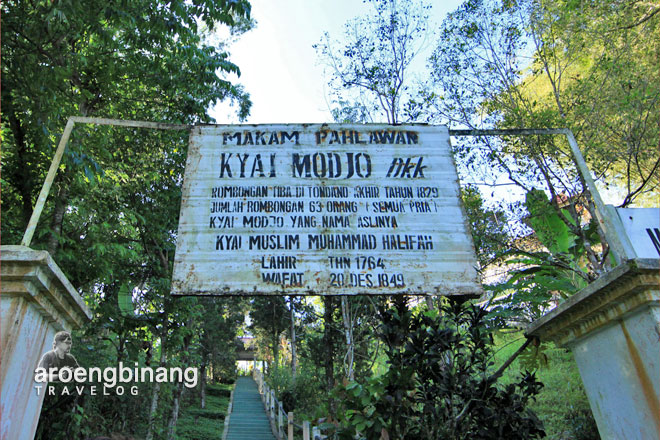 MAKAM PAHLAWAN
KYAI MODJO DKK
ROMBONGAN TIBA DI TONDANO AKHIR TAHUN 1829
JUMLAH ROMBONGAN 63 ORANG ( SEMUA PRIA )
KYAI MODJO YANG NAMA ASLINYA
KYAI MUSLIM MUHAMMAD HALIFAH
LAHIR THN 1764
WAFAT 20 DES. 1849
aroengbinang
TRAVELOG